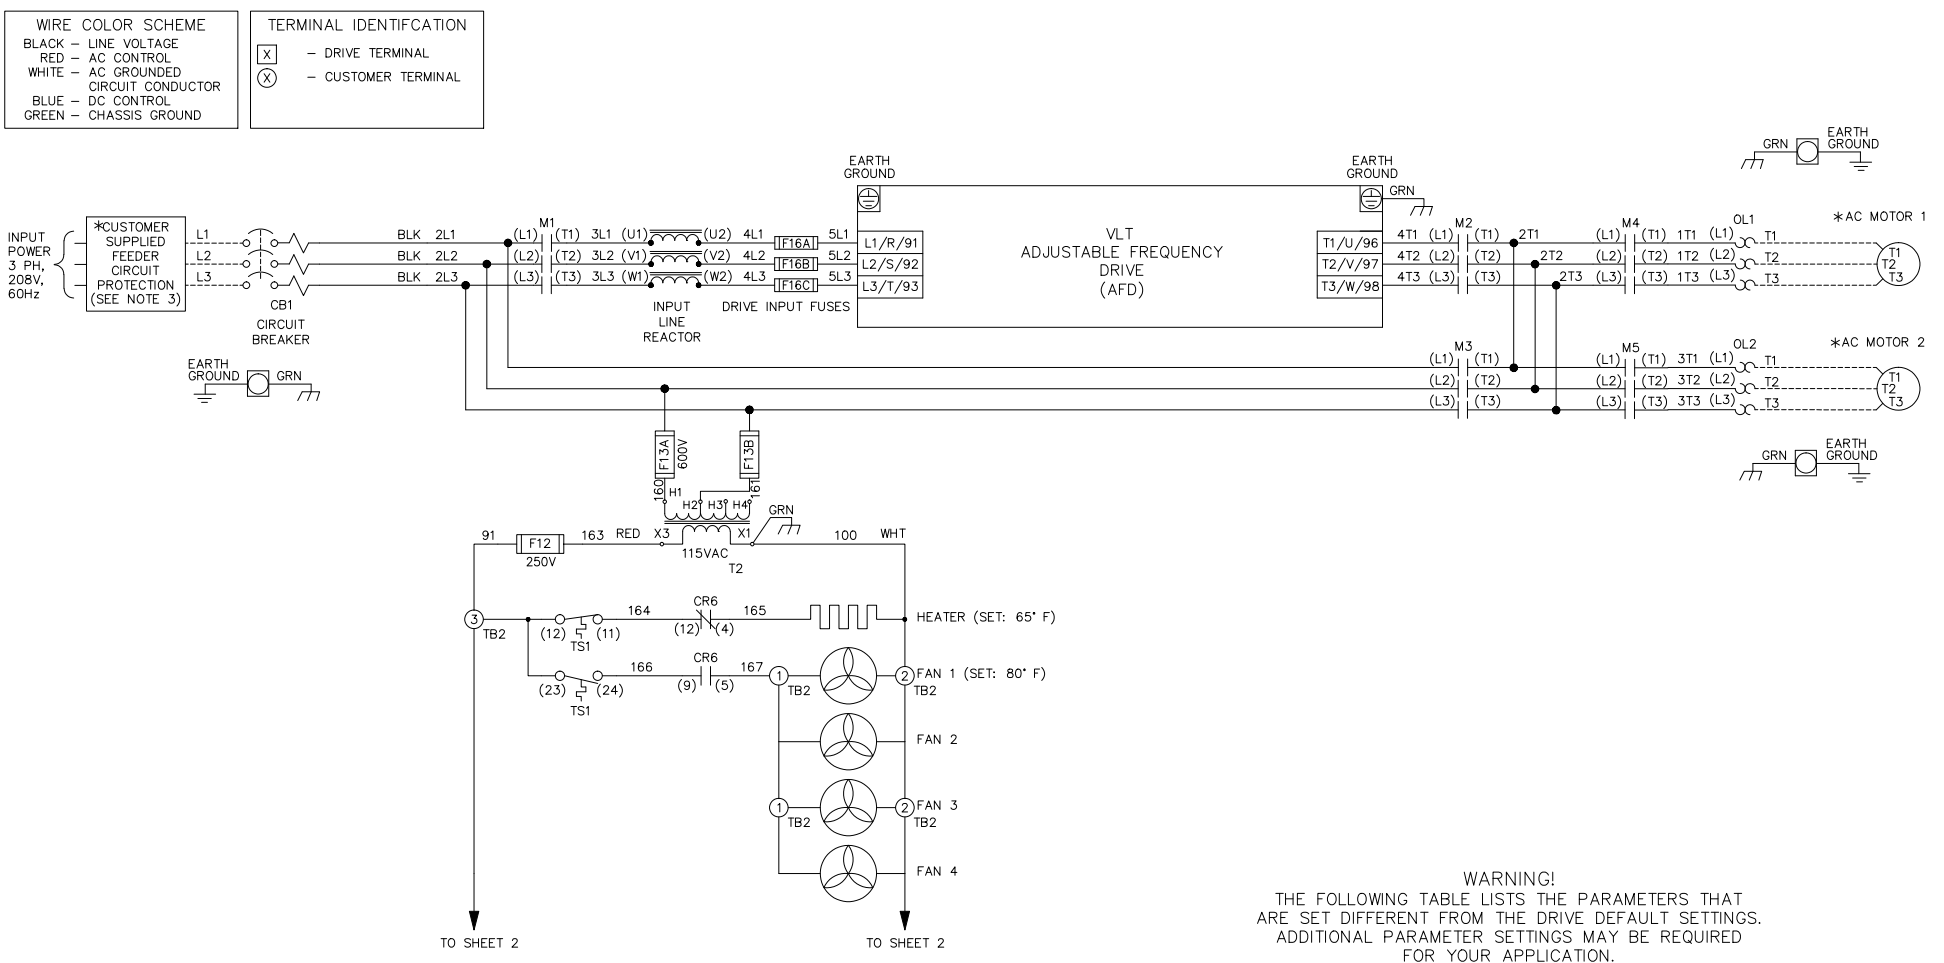 WIRE COLOR SCHEME
BLACK – LINE VOLTAGE
RED – AC CONTROL
WHITE – AC GROUNDED
CIRCUIT CONDUCTOR
BLUE – DC CONTROL
GREEN – CHASSIS GROUND
TERMINAL IDENTIFCATION
X – DRIVE TERMINAL
X – CUSTOMER TERMINAL
INPUT
POWER
3 PH,
208V,
60Hz
*CUSTOMER
SUPPLIED
FEEDER
CIRCUIT
PROTECTION
(SEE NOTE 3)
L1
L2
L3
CB1
CIRCUIT
BREAKER
EARTH
GROUND GRN
BLK 2L1 (L1) M1 (T1) 3L1 (U1) (U2) 4L1 F16A 5L1 L1/R/91
BLK 2L2 (L2) (T2) 3L2 (V1) (V2) 4L2 F16B 5L2 L2/S/92
BLK 2L3 (L3) (T3) 3L3 (W1) (W2) 4L3 F16C 5L3 L3/T/93
INPUT
LINE
REACTOR
DRIVE INPUT FUSES
EARTH
GROUND
VLT
ADJUSTABLE FREQUENCY
DRIVE
(AFD)
EARTH
GROUND
GRN
T1/U/96 4T1 (L1) M2 (T1) 2T1 (L1) M4 (T1) 1T1 (L1) OL1 T1
T2/V/97 4T2 (L2) (T2) 2T2 (L2) (T2) 1T2 (L2) T2
T3/W/98 4T3 (L3) (T3) 2T3 (L3) (T3) 1T3 (L3) T3
*AC MOTOR 1
T1
T2
T3
GRN EARTH
GROUND
(L1) M3 (T1) (L1) M5 (T1) 3T1 (L1) OL2 T1
(L2) (T2) (L2) (T2) 3T2 (L2) T2
(L3) (T3) (L3) (T3) 3T3 (L3) T3
*AC MOTOR 2
T1
T2
T3
GRN EARTH
GROUND
F13A
600V
F13B
160
161
H1 H2 H3 H4
GRN
91 F12 163 RED X3 X1 100 WHT
250V
115VAC
T2
3
TB2
(12) (11)
TS1
164 CR6 165
(12) (4)
HEATER (SET: 65° F)
(23) (24)
TS1
166 CR6 167
(9) (5)
1
TB2
2
TB2
FAN 1 (SET: 80° F)
FAN 2
1
TB2
2
TB2
FAN 3
FAN 4
TO SHEET 2
TO SHEET 2
WARNING!
THE FOLLOWING TABLE LISTS THE PARAMETERS THAT
ARE SET DIFFERENT FROM THE DRIVE DEFAULT SETTINGS.
ADDITIONAL PARAMETER SETTINGS MAY BE REQUIRED
FOR YOUR APPLICATION.